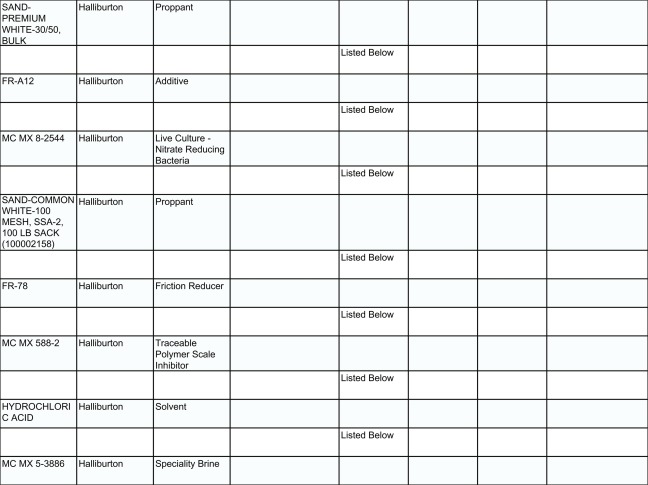 SAND- Halliburton Proppant
PREMIUM
WHITE-30/50,
BULK
Listed Below
FR-A12 Halliburton Additive
Listed Below
MC MX 8-2544 Halliburton Live Culture -
Nitrate Reducing
Bacteria
Listed Below
SAND-COMMON Halliburton Proppant
WHITE-100
MESH, SSA-2,
100 LB SACK
(100002158)
Listed Below
FR-78 Halliburton Friction Reducer
Listed Below
MC MX 588-2 Halliburton Traceable
Polymer Scale
Inhibitor
Listed Below
HYDROCHLORI Halliburton Solvent
C ACID
Listed Below
MC MX 5-3886 Halliburton Speciality Brine